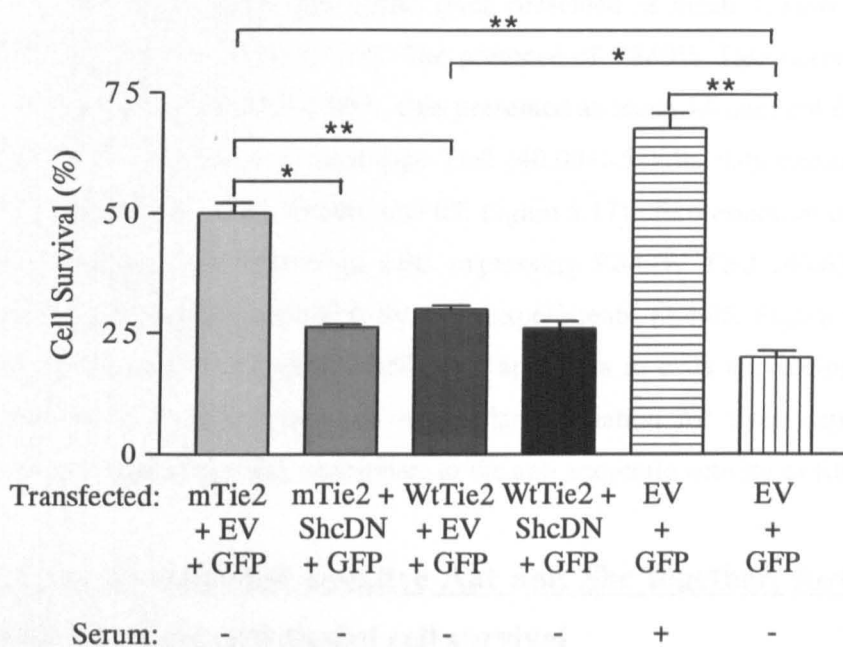 **
*
**
**
*
75
50
25
0
Cell Survival (%)
Transfected: mTie2 mTie2 + WtTie2 WtTie2 + EV EV
+ EV ShcDN + EV ShcDN + +
+ GFP + GFP + GFP + GFP GFP GFP
Serum: - - - - + -